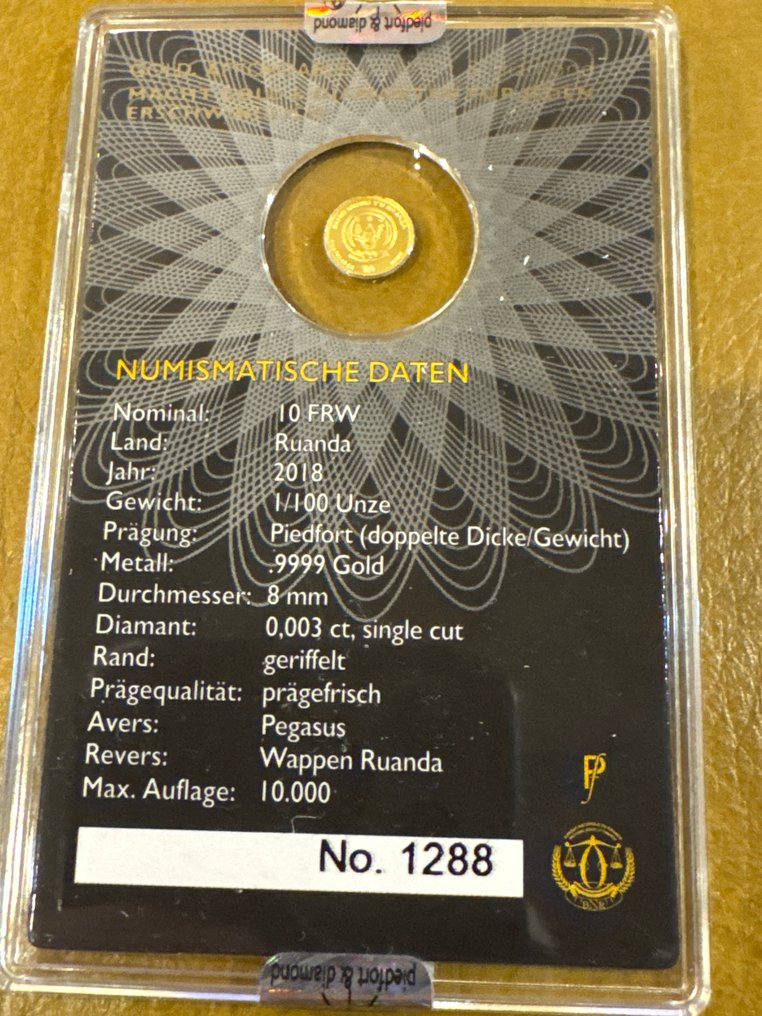 piedfort & diamond
NUMISMATISCHE DATEN
Nominal: 10 FRW
Land: Ruanda
Jahr: 2018
Gewicht: 1/100 Unze
Prägung: Piedfort (doppelte Dicke/Gewicht)
Metall: .9999 Gold
Durchmesser: 8 mm
Diamant: 0,003 ct, single cut
Rand: geriffelt
Prägequalität: prägefrisch
Avers: Pegasus
Revers: Wappen Ruanda
Max. Auflage: 10.000
No. 1288
piedfort & diamond